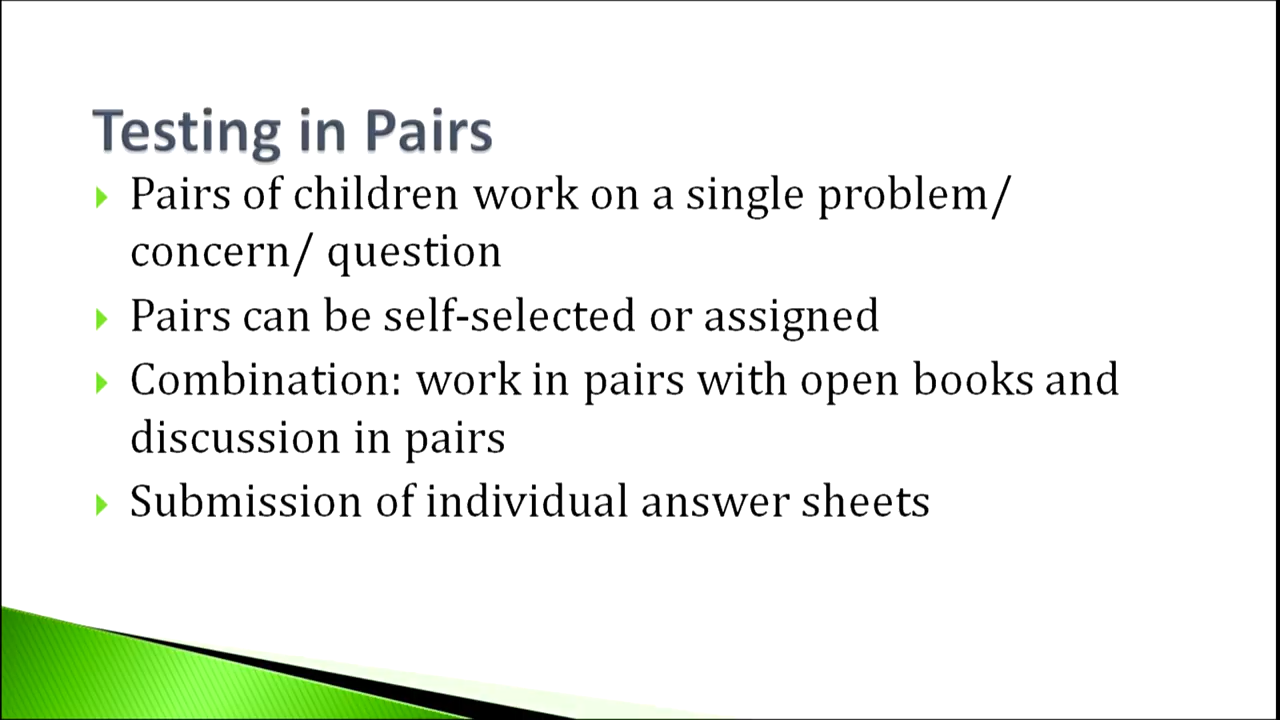 Testing in Pairs
Pairs of children work on a single problem/
concern/ question
Pairs can be self-selected or assigned
Combination: work in pairs with open books and
discussion in pairs
Submission of individual answer sheets